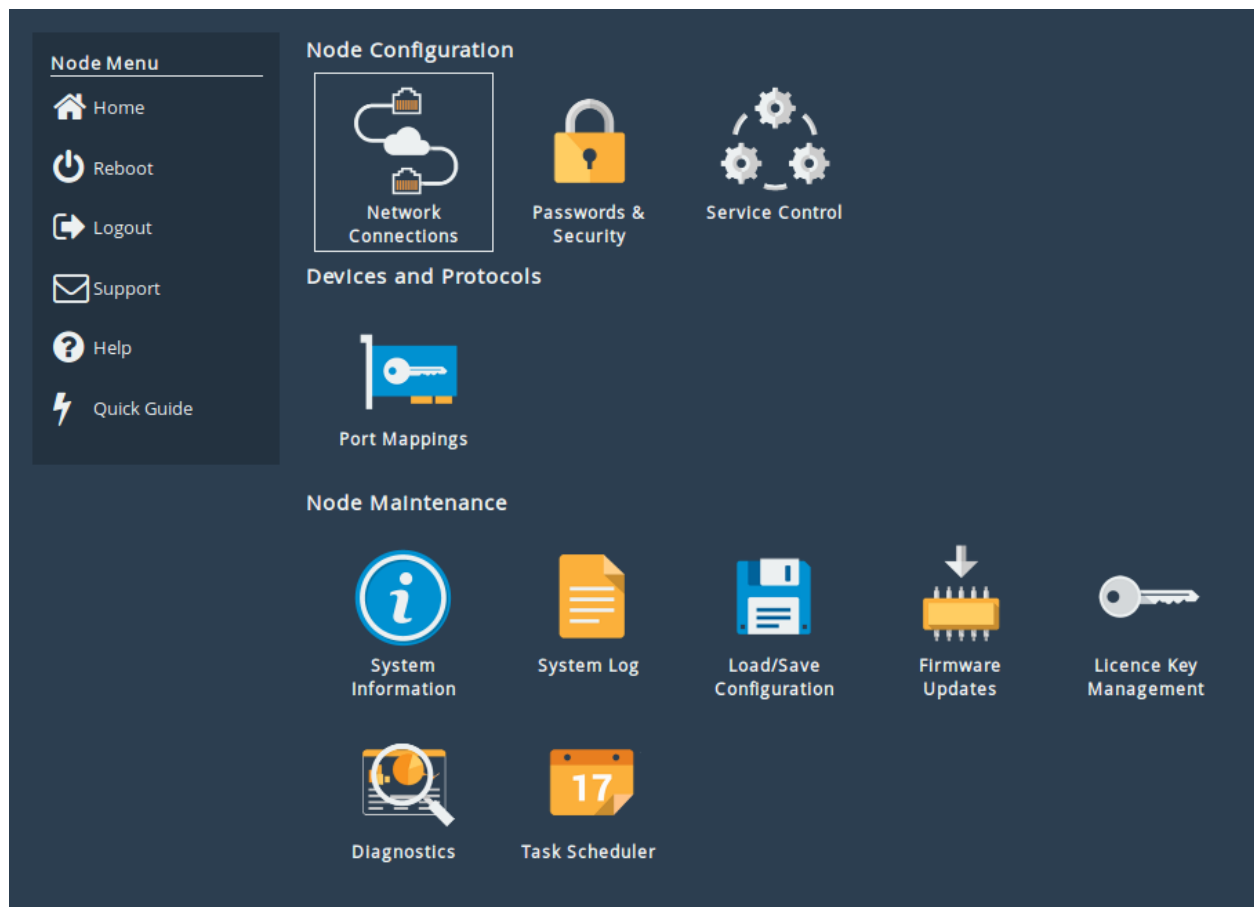 Node Menu
Home
Reboot
Logout
Support
Help
Quick Guide
Node Configuration
Network
Connections
Passwords &
Security
Service Control
Devices and Protocols
Port Mappings
Node Maintenance
System
Information
System Log
Load/Save
Configuration
Firmware
Updates
Licence Key
Management
Diagnostics
17
Task Scheduler